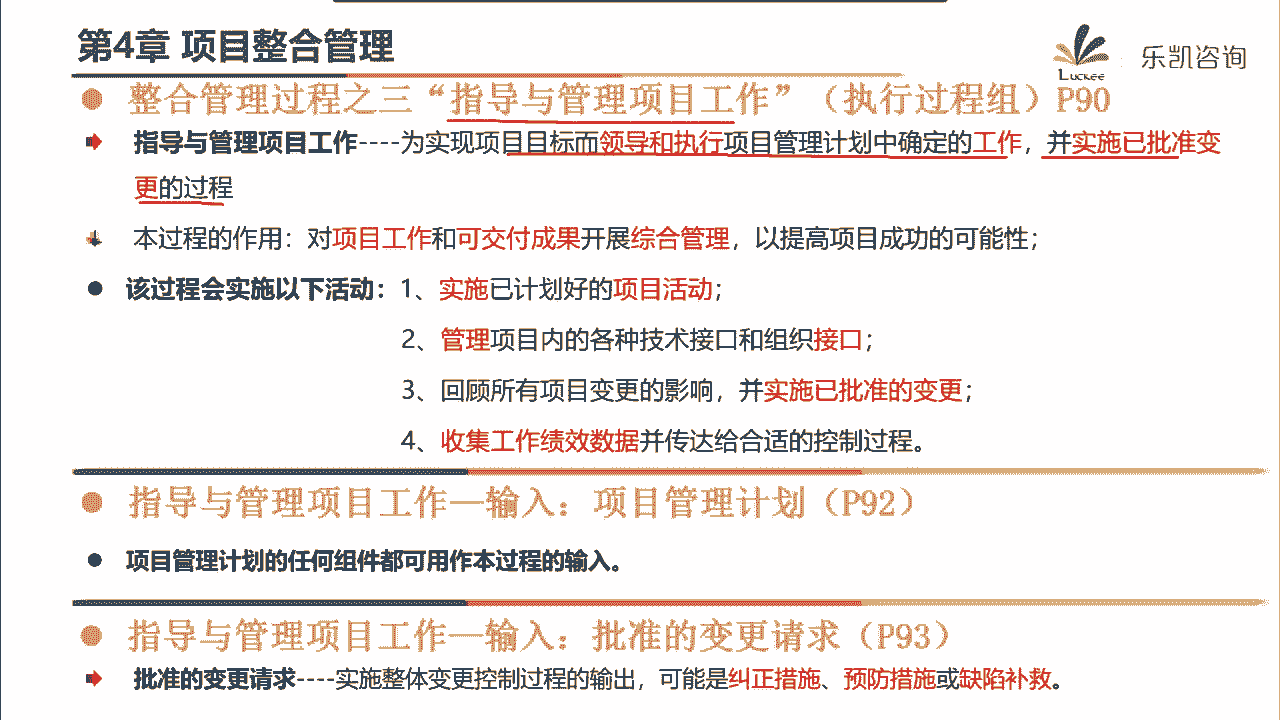 第4章 项目整合管理
Luckee 乐凯咨询
整合管理过程之三“指导与管理项目工作”（执行过程组）P90
指导与管理项目工作----为实现项目目标而领导和执行项目管理计划中确定的工作，并实施已批准变
更的过程
本过程的作用：对项目工作和可交付成果开展综合管理，以提高项目成功的可能性；
该过程会实施以下活动：1、实施已计划好的项目活动；
2、管理项目内的各种技术接口和组织接口；
3、回顾所有项目变更的影响，并实施已批准的变更；
4、收集工作绩效数据并传达给合适的控制过程。
指导与管理项目工作—输入：项目管理计划（P92）
项目管理计划的任何组件都可用作本过程的输入。
指导与管理项目工作—输入：批准的变更请求（P93）
批准的变更请求----实施整体变更控制过程的输出，可能是纠正措施、预防措施或缺陷补救。